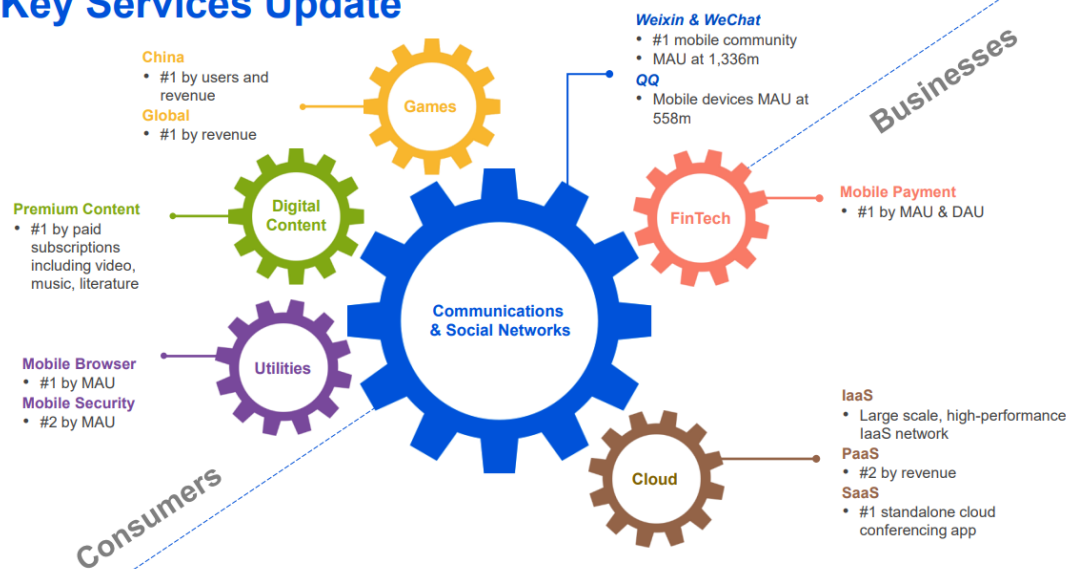 Key Services Update
Weixin & WeChat
• #1 mobile community
• MAU at 1,336m
QQ
• Mobile devices MAU at
558m
Businesses
China
• #1 by users and
revenue
Global
• #1 by revenue
Games
Premium Content
• #1 by paid
subscriptions
including video,
music, literature
Digital
Content
FinTech
Mobile Payment
• #1 by MAU & DAU
Communications
& Social Networks
Mobile Browser
• #1 by MAU
Mobile Security
• #2 by MAU
Utilities
Cloud
IaaS
• Large scale, high-performance
IaaS network
PaaS
• #2 by revenue
SaaS
• #1 standalone cloud
conferencing app
Consumers